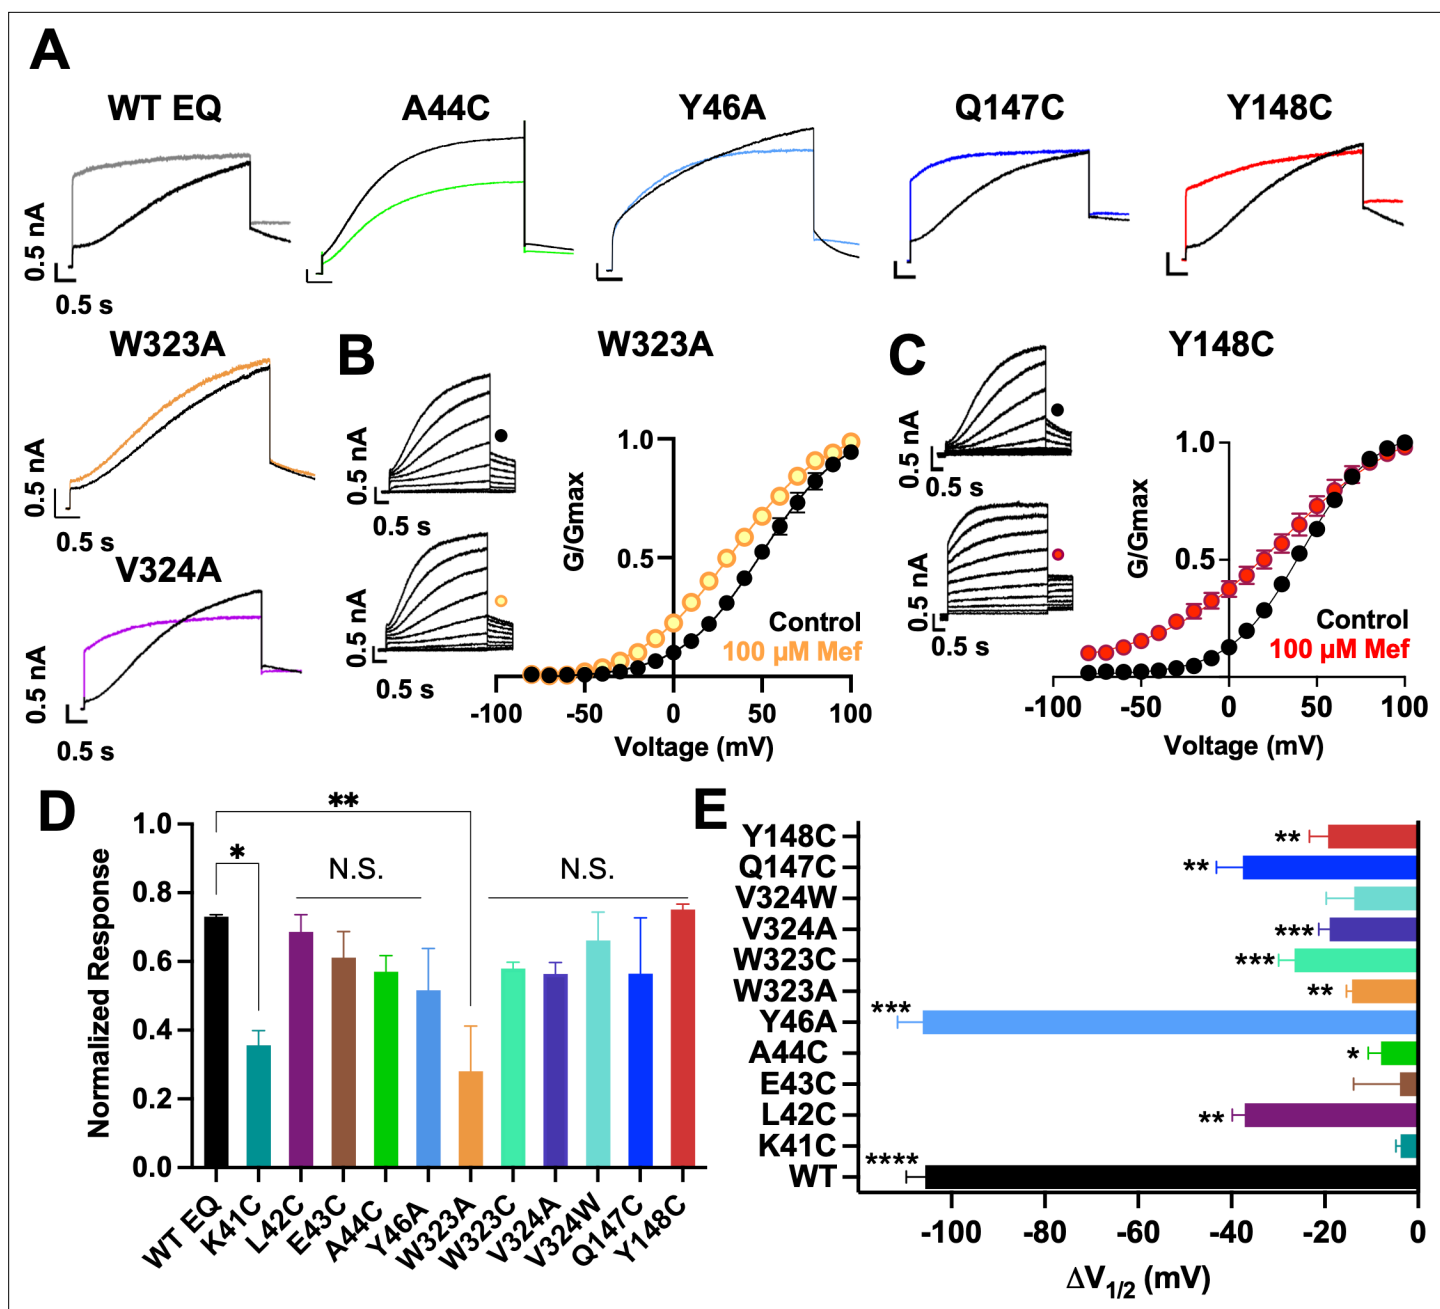 A
WT EQ
A44C
Y46A
Q147C
Y148C
0.5 nA
0.5 s
W323A
0.5 nA
0.5 s
V324A
0.5 nA
0.5 s
B
W323A
0.5 nA
0.5 s
0.5 nA
0.5 s
G/Gmax
1.0
0.5
Control
100 µM Mef
-100 -50 0 50 100
Voltage (mV)
C
Y148C
0.5 nA
0.5 s
0.5 nA
0.5 s
G/Gmax
1.0
0.5
Control
100 µM Mef
-100 -50 0 50 100
Voltage (mV)
D
Normalized Response
1.0
0.8
0.6
0.4
0.2
0.0
**
*
N.S.
N.S.
WT EQ
K41C
L42C
E43C
A44C
Y46A
W323A
W323C
V324A
V324W
Q147C
Y148C
E
Y148C **
Q147C **
V324W
V324A ***
W323C ***
W323A **
Y46A ***
A44C *
E43C
L42C **
K41C
WT ****
-100 -80 -60 -40 -20 0
ΔV1/2 (mV)